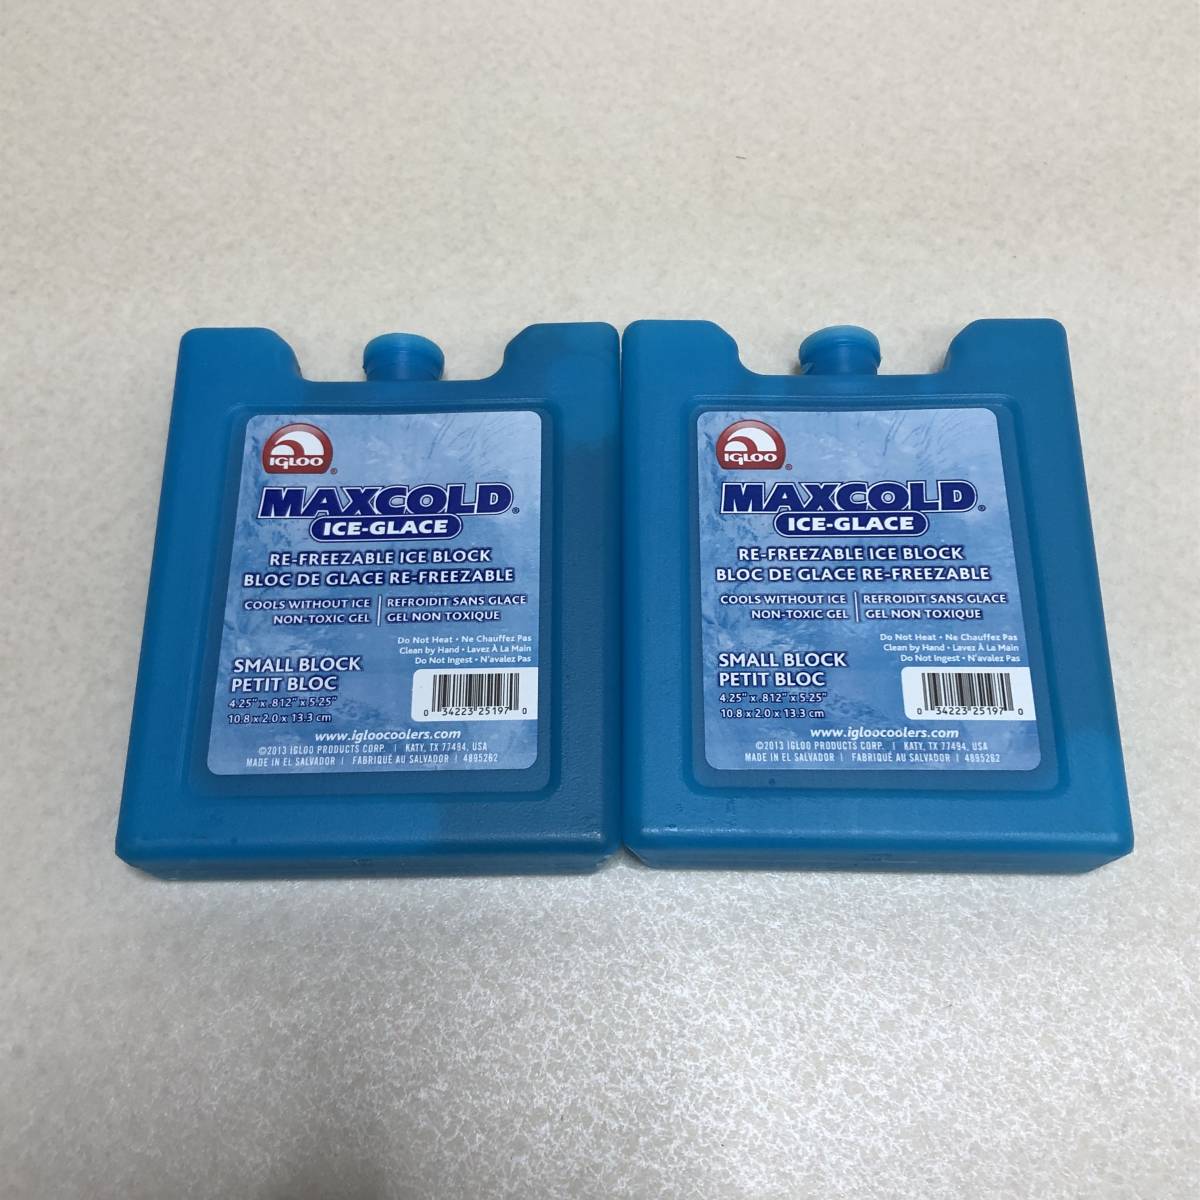 IGLOO®
MAXCOLD®
ICE-GLACE
RE-FREEZABLE ICE BLOCK
BLOC DE GLACE RE-FREEZABLE
COOLS WITHOUT ICE | REFROIDIT SANS GLACE
NON-TOXIC GEL | GEL NON TOXIQUE
Do Not Heat • Ne Chauffez Pas
Clean by Hand • Lavez À La Main
Do Not Ingest • N'avalez Pas
SMALL BLOCK
PETIT BLOC
4.25" x .812" x 5.25"
10.8 x 2.0 x 13.3 cm
0 34223 25197 0
www.igloocoolers.com
©2013 IGLOO PRODUCTS CORP. | KATY, TX 77494, USA
MADE IN EL SALVADOR | FABRIQUÉ AU SALVADOR | 4895262
IGLOO®
MAXCOLD®
ICE-GLACE
RE-FREEZABLE ICE BLOCK
BLOC DE GLACE RE-FREEZABLE
COOLS WITHOUT ICE | REFROIDIT SANS GLACE
NON-TOXIC GEL | GEL NON TOXIQUE
Do Not Heat • Ne Chauffez Pas
Clean by Hand • Lavez À La Main
Do Not Ingest • N'avalez Pas
SMALL BLOCK
PETIT BLOC
4.25" x .812" x 5.25"
10.8 x 2.0 x 13.3 cm
0 34223 25197 0
www.igloocoolers.com
©2013 IGLOO PRODUCTS CORP. | KATY, TX 77494, USA
MADE IN EL SALVADOR | FABRIQUÉ AU SALVADOR | 4895262